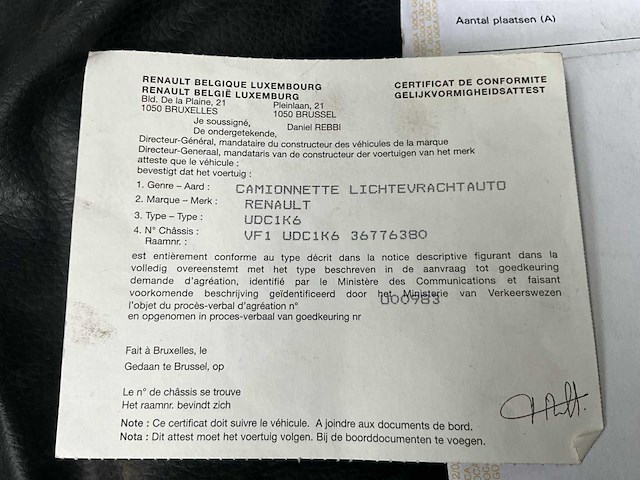 Aantal plaatsen (A)
RENAULT BELGIQUE LUXEMBOURG
RENAULT BELGIË LUXEMBURG
CERTIFICAT DE CONFORMITE
GELIJKVORMIGHEIDSATTEST
Bld. De la Plaine, 21 Pleinlaan, 21
1050 BRUXELLES 1050 BRUSSEL
Je soussigné,
De ondergetekende, Daniel REBBI
Directeur-Général, mandataire du constructeur des véhicules de la marque
Directeur-Generaal, mandataris van de constructeur der voertuigen van het merk
atteste que le véhicule :
bevestigt dat het voertuig :
1. Genre – Aard : CAMIONNETTE LICHTEVRACHTAUTO
2. Marque – Merk : RENAULT
3. Type – Type : UDC1K6
4. N° Châssis :
Raamnr. : VF1 UDC1K6 36776380
est entièrement conforme au type décrit dans la notice descriptive figurant dans la
volledig overeenstemt met het type beschreven in de aanvraag tot goedkeuring
demande d'agréation, identifié par le Ministère des Communications et faisant
voorkomende beschrijving geïdentificeerd door het Ministerie van Verkeerswezen
l'objet du procès-verbal d'agréation n° 000983
en opgenomen in proces-verbaal van goedkeuring nr
Fait à Bruxelles, le
Gedaan te Brussel, op
Le n° de châssis se trouve
Het raamnr. bevindt zich
Note : Ce certificat doit suivre le véhicule. A joindre aux documents de bord.
Nota : Dit attest moet het voertuig volgen. Bij de boorddocumenten te voegen.